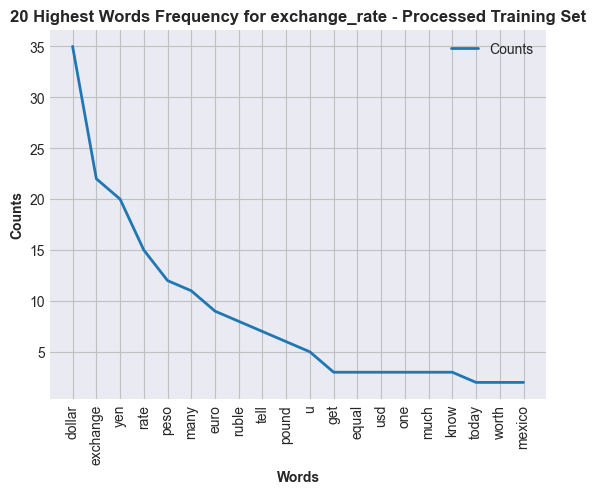 20 Highest Words Frequency for exchange_rate - Processed Training Set
Counts
35
30
25
20
15
10
5
Counts
dollar
exchange
yen
rate
peso
many
euro
ruble
tell
pound
u
get
equal
usd
one
much
know
today
worth
mexico
Words